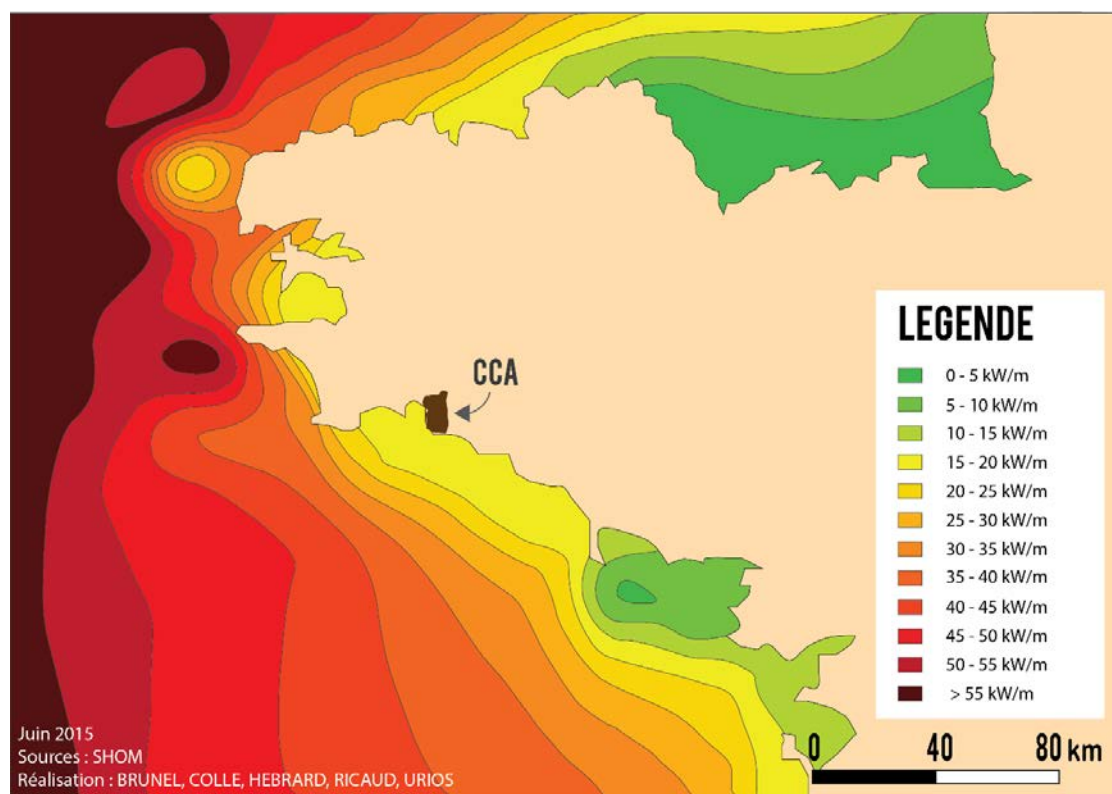 CCA
LEGENDE
0 - 5 kW/m
5 - 10 kW/m
10 - 15 kW/m
15 - 20 kW/m
20 - 25 kW/m
25 - 30 kW/m
30 - 35 kW/m
35 - 40 kW/m
40 - 45 kW/m
45 - 50 kW/m
50 - 55 kW/m
> 55 kW/m
Juin 2015
Sources : SHOM
Réalisation : BRUNEL, COLLE, HEBRARD, RICAUD, URIOS
0 40 80 km